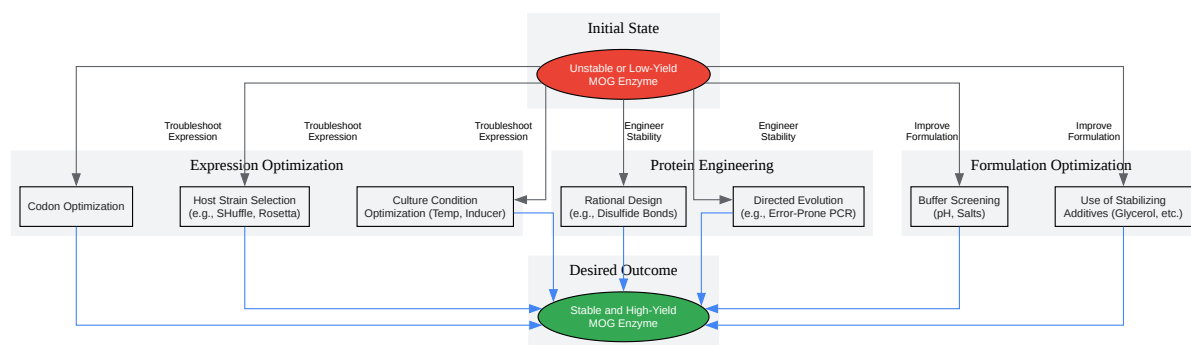 Initial State
Unstable or Low-Yield
MOG Enzyme
Troubleshoot
Expression
Troubleshoot
Expression
Troubleshoot
Expression
Engineer
Stability
Engineer
Stability
Improve
Formulation
Improve
Formulation
Expression Optimization
Protein Engineering
Formulation Optimization
Codon Optimization
Host Strain Selection
(e.g., SHuffle, Rosetta)
Culture Condition
Optimization (Temp, Inducer)
Rational Design
(e.g., Disulfide Bonds)
Directed Evolution
(e.g., Error-Prone PCR)
Buffer Screening
(pH, Salts)
Use of Stabilizing
Additives (Glycerol, etc.)
Desired Outcome
Stable and High-Yield
MOG Enzyme